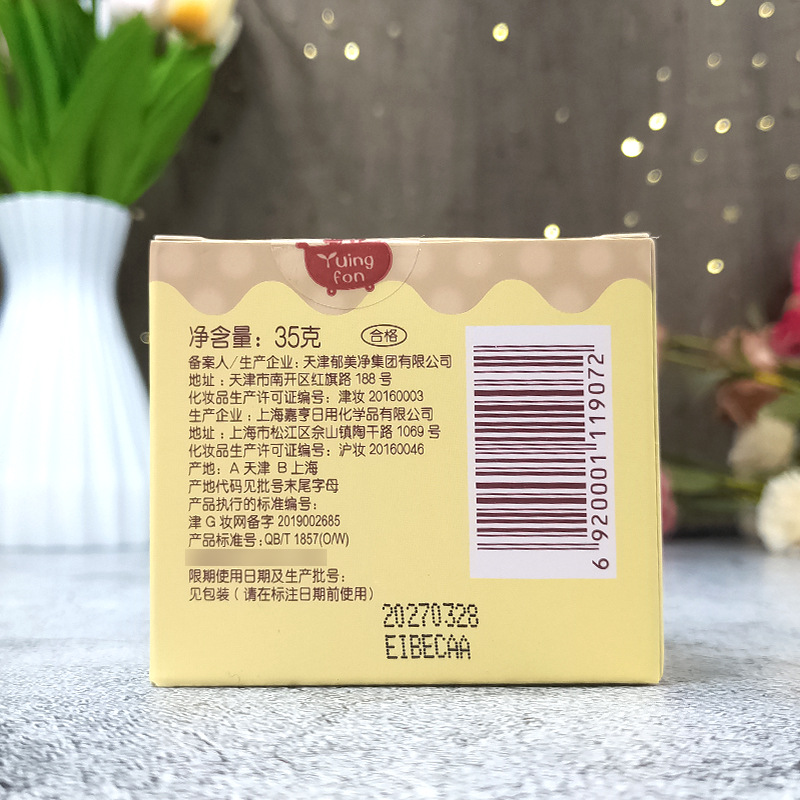 Yuing
fon
净含量：35克 合格
备案人/生产企业：天津郁美净集团有限公司
地址：天津市南开区红旗路188号
化妆品生产许可证编号：津妆20160003
生产企业：上海嘉亨日用化学品有限公司
地址：上海市松江区佘山镇陶干路1069号
化妆品生产许可证编号：沪妆20160046
产地：A天津 B上海
产地代码见批号末尾字母
产品执行的标准编号：
津G妆网备字2019002685
产品标准号：QB/T 1857(O/W)
限期使用日期及生产批号：
见包装（请在标注日期前使用）
20270328
EIBECAA
6920001119072